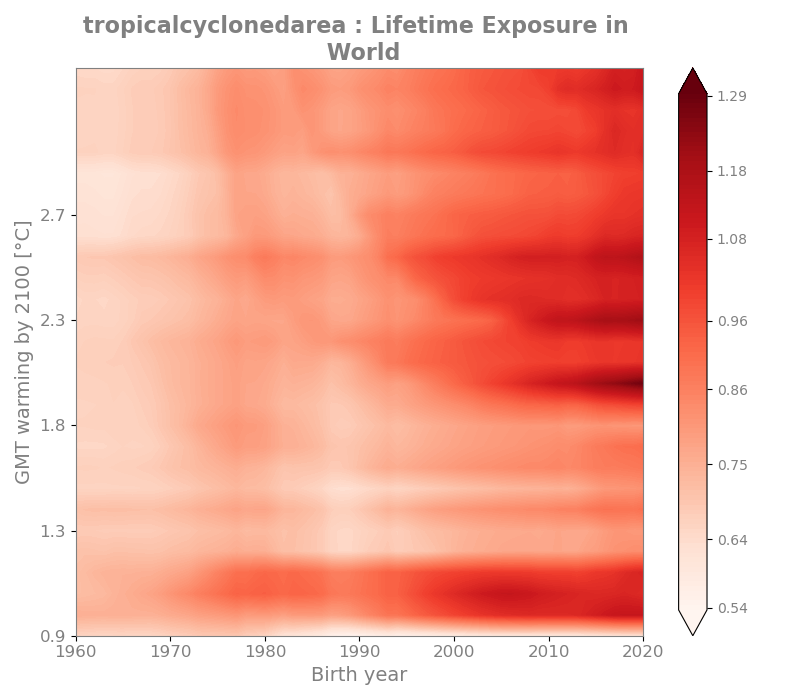 tropicalcyclonedarea : Lifetime Exposure in
World
GMT warming by 2100 [°C]
2.7
2.3
1.8
1.3
0.9
1960 1970 1980 1990 2000 2010 2020
Birth year
1.29
1.18
1.08
0.96
0.86
0.75
0.64
0.54